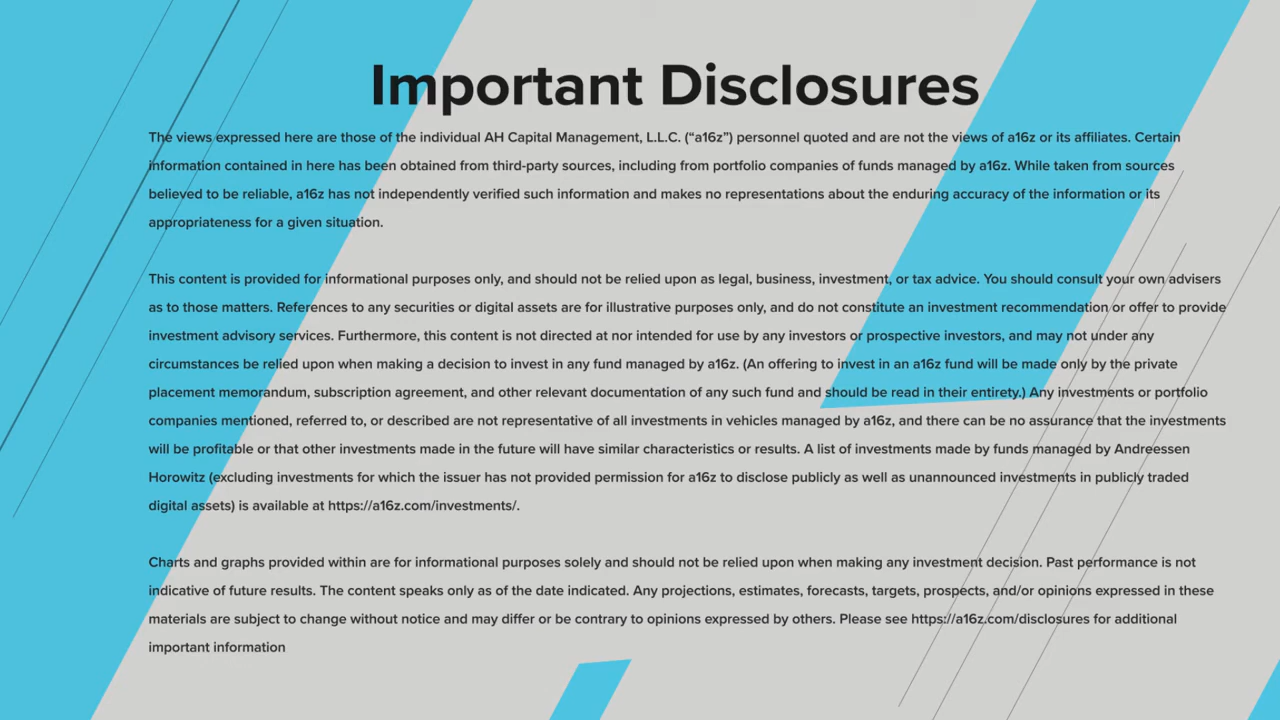 Important Disclosures
The views expressed here are those of the individual AH Capital Management, L.L.C. (“a16z”) personnel quoted and are not the views of a16z or its affiliates. Certain
information contained in here has been obtained from third-party sources, including from portfolio companies of funds managed by a16z. While taken from sources
believed to be reliable, a16z has not independently verified such information and makes no representations about the enduring accuracy of the information or its
appropriateness for a given situation.
This content is provided for informational purposes only, and should not be relied upon as legal, business, investment, or tax advice. You should consult your own advisers
as to those matters. References to any securities or digital assets are for illustrative purposes only, and do not constitute an investment recommendation or offer to provide
investment advisory services. Furthermore, this content is not directed at nor intended for use by any investors or prospective investors, and may not under any
circumstances be relied upon when making a decision to invest in any fund managed by a16z. (An offering to invest in an a16z fund will be made only by the private
placement memorandum, subscription agreement, and other relevant documentation of any such fund and should be read in their entirety.) Any investments or portfolio
companies mentioned, referred to, or described are not representative of all investments in vehicles managed by a16z, and there can be no assurance that the investments
will be profitable or that other investments made in the future will have similar characteristics or results. A list of investments made by funds managed by Andreessen
Horowitz (excluding investments for which the issuer has not provided permission for a16z to disclose publicly as well as unannounced investments in publicly traded
digital assets) is available at https://a16z.com/investments/.
Charts and graphs provided within are for informational purposes solely and should not be relied upon when making any investment decision. Past performance is not
indicative of future results. The content speaks only as of the date indicated. Any projections, estimates, forecasts, targets, prospects, and/or opinions expressed in these
materials are subject to change without notice and may differ or be contrary to opinions expressed by others. Please see https://a16z.com/disclosures for additional
important information